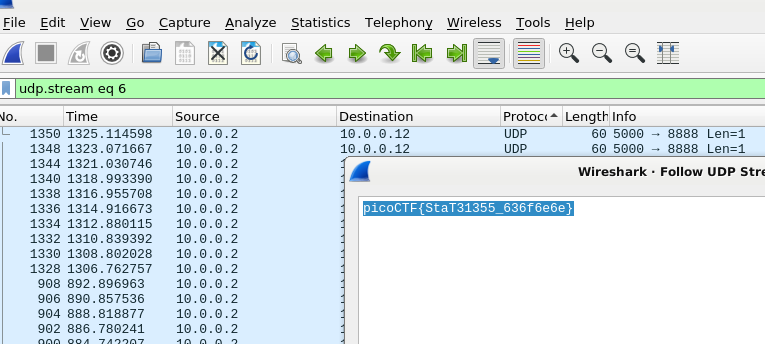 File Edit View Go Capture Analyze Statistics Telephony Wireless Tools Help
udp.stream eq 6
No. Time Source Destination Protoc Length Info
1350 1325.114598 10.0.0.2 10.0.0.12 UDP 60 5000 → 8888 Len=1
1348 1323.071667 10.0.0.2 10.0.0.12 UDP 60 5000 → 8888 Len=1
1344 1321.030746 10.0.0.2
1340 1318.993390 10.0.0.2
1338 1316.955708 10.0.0.2
1336 1314.916673 10.0.0.2
1334 1312.880115 10.0.0.2
1332 1310.839392 10.0.0.2
1330 1308.802028 10.0.0.2
1328 1306.762757 10.0.0.2
908 892.896963 10.0.0.2
906 890.857536 10.0.0.2
904 888.818877 10.0.0.2
902 886.780241 10.0.0.2
900 884.742207 10.0.0.2
Wireshark · Follow UDP Stre
picoCTF{StaT31355_636f6e6e}